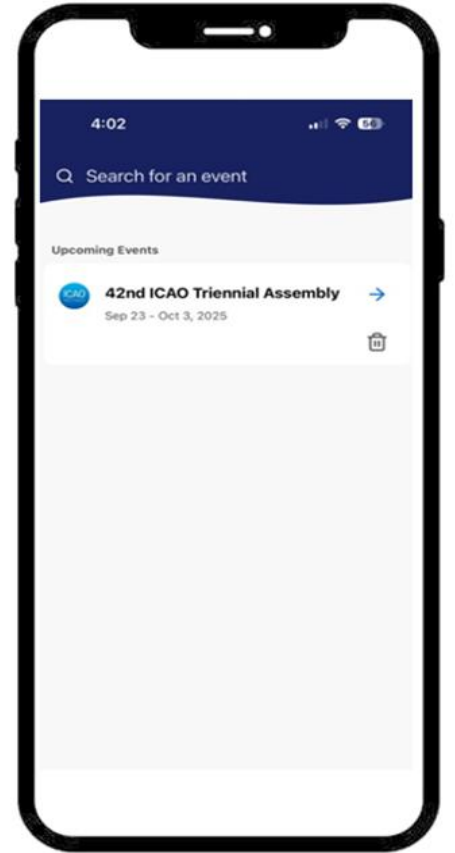 4:02
56
Search for an event
Upcoming Events
ICAO
42nd ICAO Triennial Assembly
Sep 23 - Oct 3, 2025